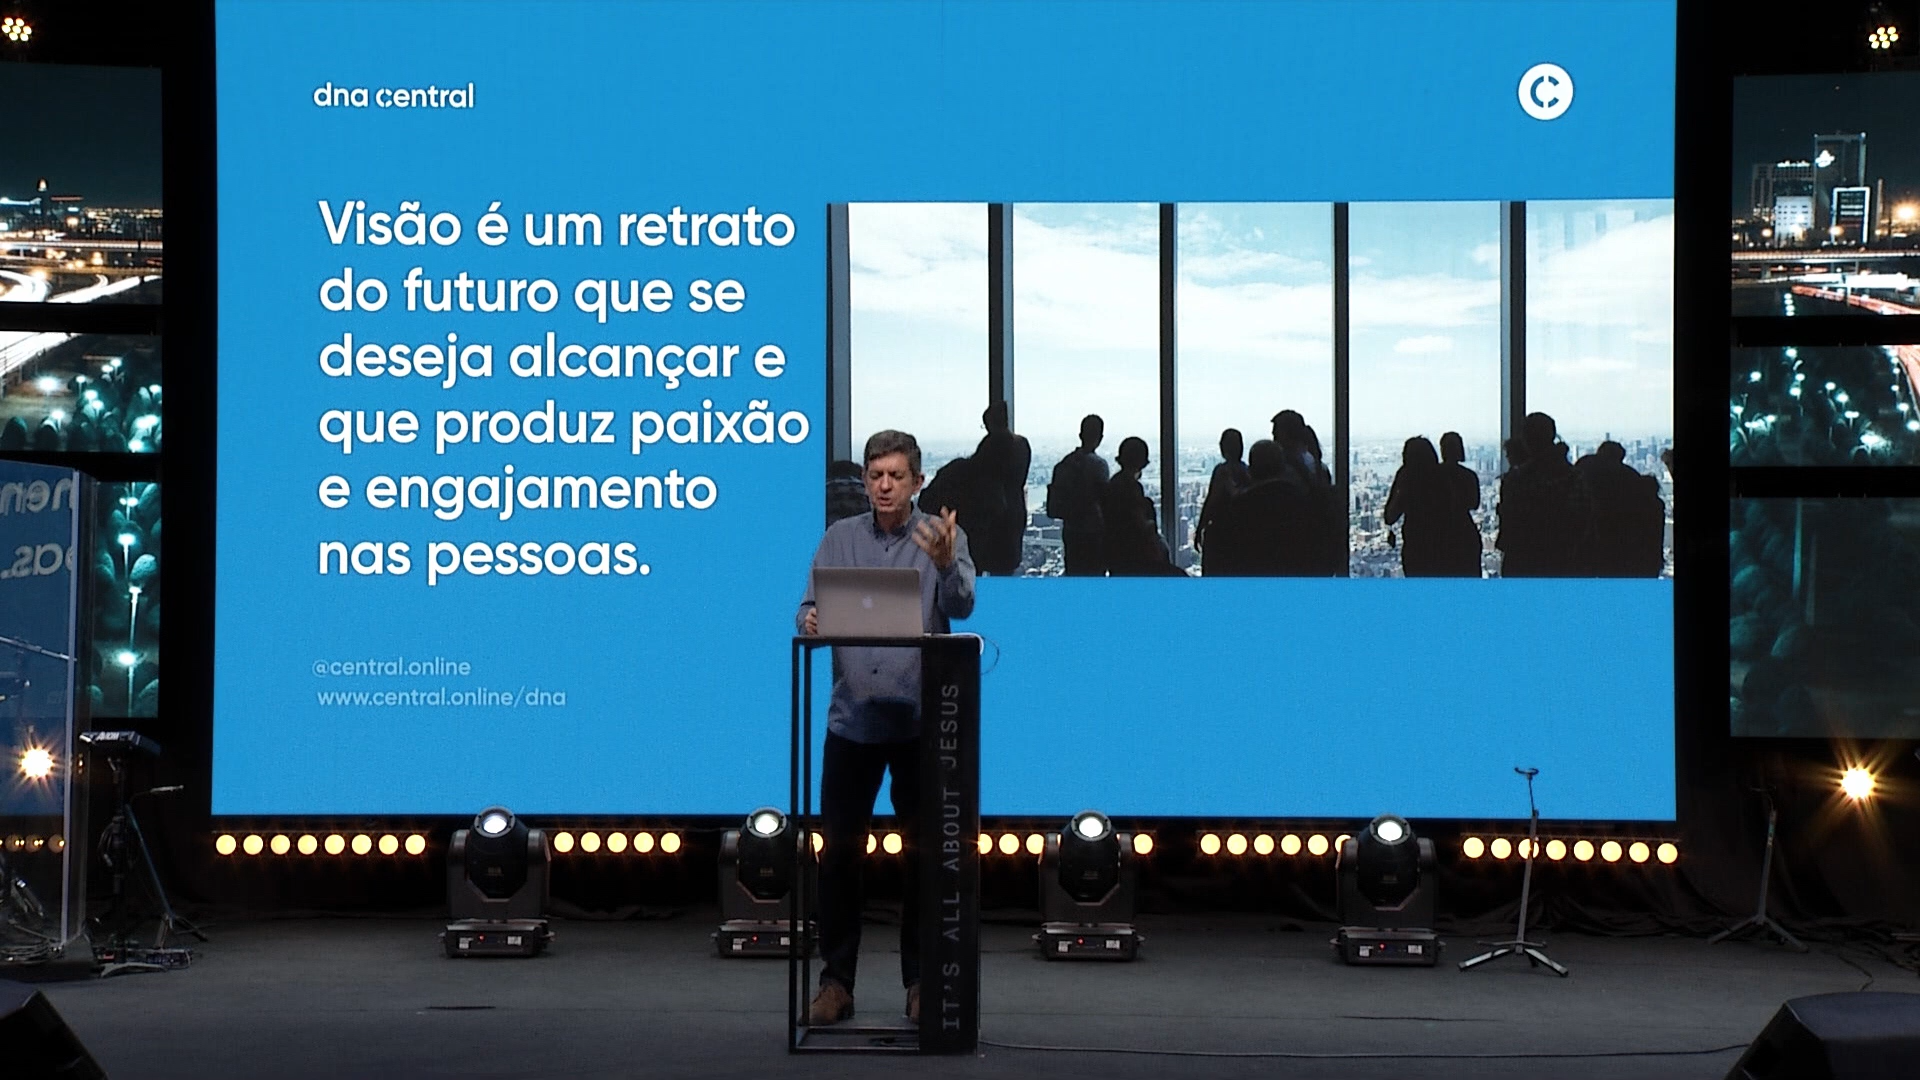 dna central
Visão é um retrato
do futuro que se
deseja alcançar e
que produz paixão
e engajamento
nas pessoas.
@central.online
www.central.online/dna
IT'S ALL ABOUT JESUS